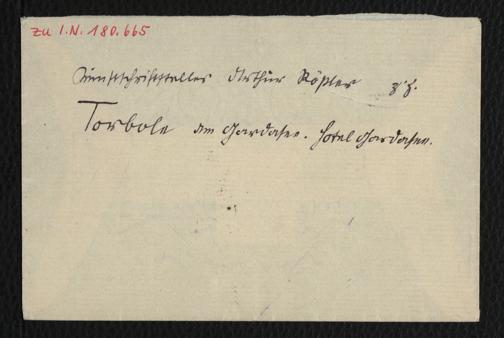 zu I.N. 180.665
Kunstschriftsteller Arthur Rößler z. Z.
Torbole am Gardasee. Hotel Gardasee.